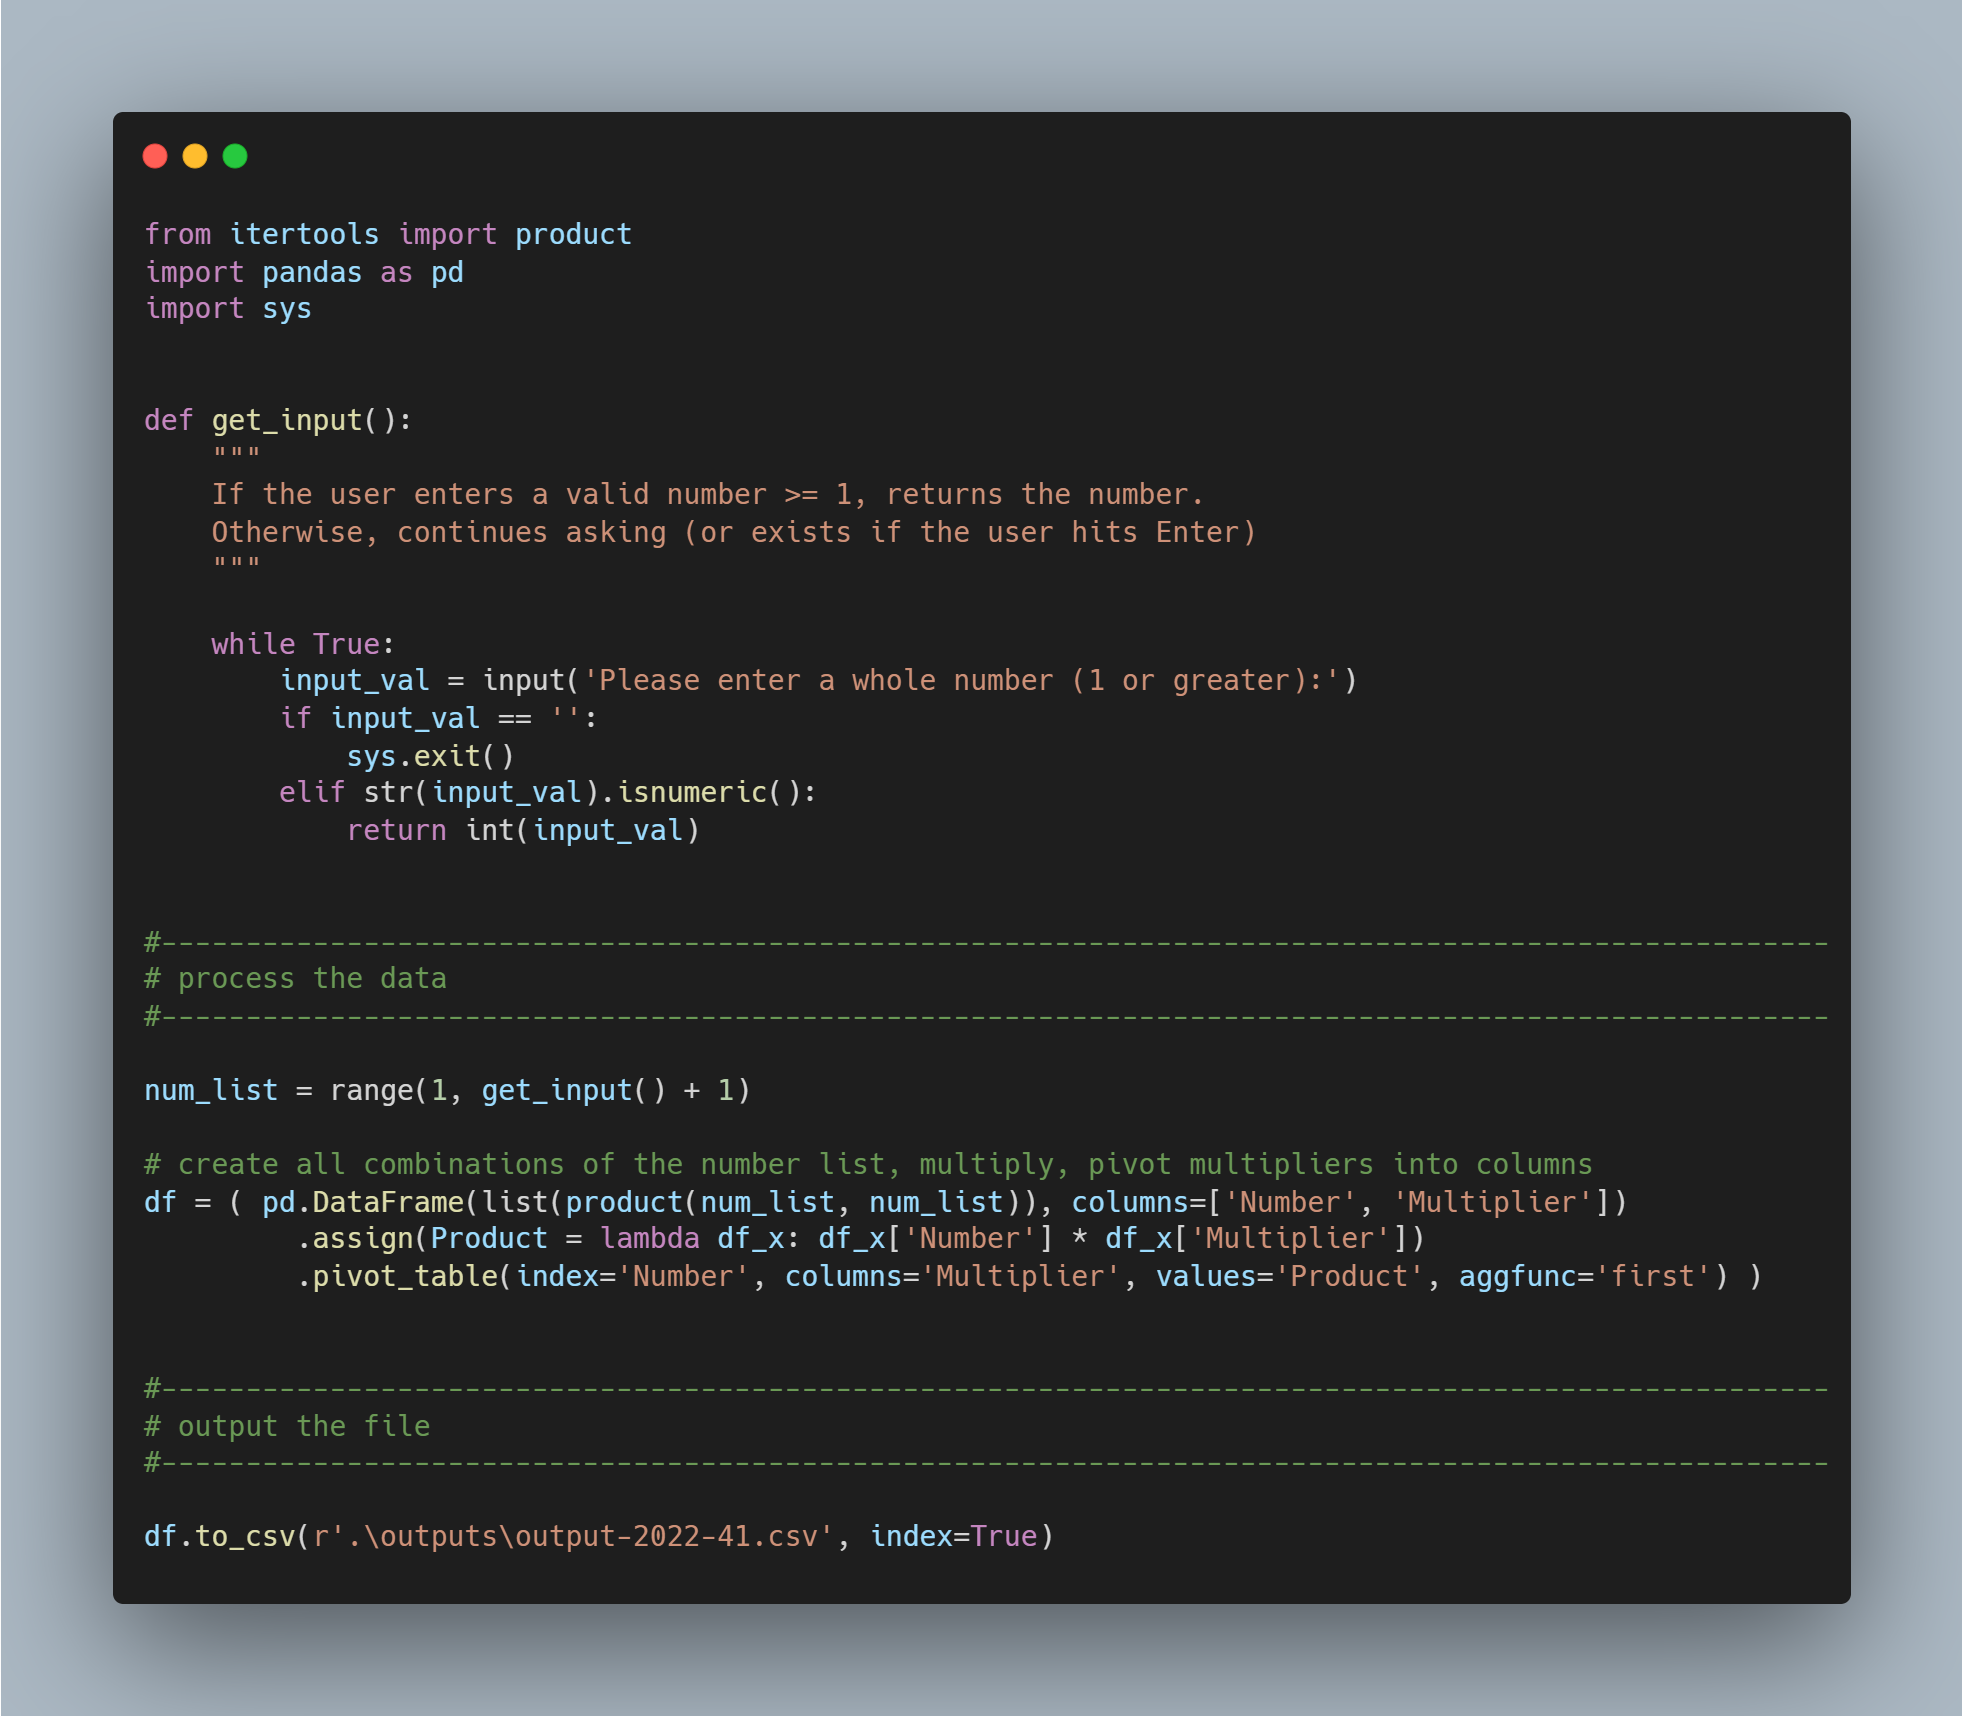 from itertools import product
import pandas as pd
import sys
def get_input():
    """
    If the user enters a valid number >= 1, returns the number.
    Otherwise, continues asking (or exists if the user hits Enter)
    """
    while True:
        input_val = input('Please enter a whole number (1 or greater):')
        if input_val == '':
            sys.exit()
        elif str(input_val).isnumeric():
            return int(input_val)
#---------------------------------------------------------------------------------------------------
# process the data
#---------------------------------------------------------------------------------------------------
num_list = range(1, get_input() + 1)
# create all combinations of the number list, multiply, pivot multipliers into columns
df = ( pd.DataFrame(list(product(num_list, num_list)), columns=['Number', 'Multiplier'])
         .assign(Product = lambda df_x: df_x['Number'] * df_x['Multiplier'])
         .pivot_table(index='Number', columns='Multiplier', values='Product', aggfunc='first') )
#---------------------------------------------------------------------------------------------------
# output the file
#---------------------------------------------------------------------------------------------------
df.to_csv(r'.\outputs\output-2022-41.csv', index=True)